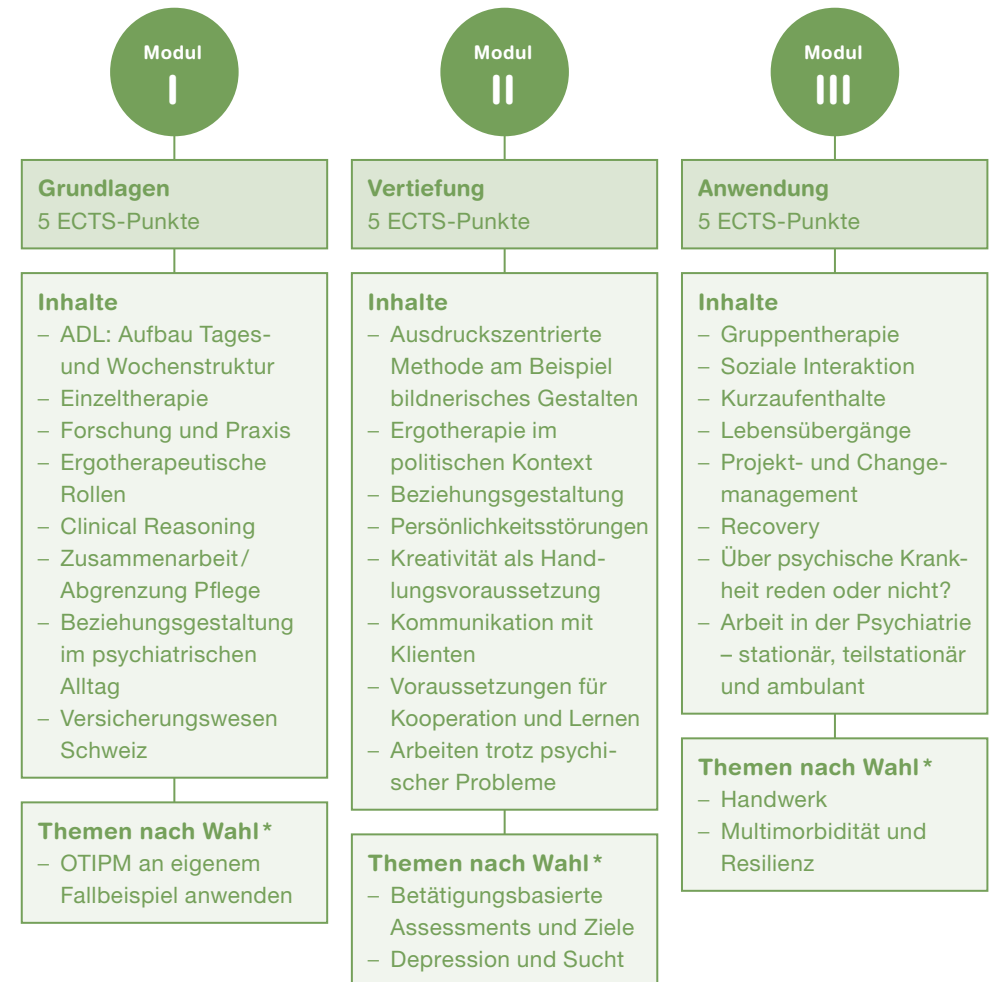 Modul
I
Grundlagen
5 ECTS-Punkte
Inhalte
– ADL: Aufbau Tages-
und Wochenstruktur
– Einzeltherapie
– Forschung und Praxis
– Ergotherapeutische
Rollen
– Clinical Reasoning
– Zusammenarbeit/
Abgrenzung Pflege
– Beziehungsgestaltung
im psychiatrischen
Alltag
– Versicherungswesen
Schweiz
Themen nach Wahl*
– OTIPM an eigenem
Fallbeispiel anwenden
Modul
II
Vertiefung
5 ECTS-Punkte
Inhalte
– Ausdruckszentrierte
Methode am Beispiel
bildnerisches Gestalten
– Ergotherapie im
politischen Kontext
– Beziehungsgestaltung
– Persönlichkeitsstörungen
– Kreativität als Hand-
lungsvoraussetzung
– Kommunikation mit
Klienten
– Voraussetzungen für
Kooperation und Lernen
– Arbeiten trotz psychi-
scher Probleme
Themen nach Wahl*
– Betätigungsbasierte
Assessments und Ziele
– Depression und Sucht
Modul
III
Anwendung
5 ECTS-Punkte
Inhalte
– Gruppentherapie
– Soziale Interaktion
– Kurzaufenthalte
– Lebensübergänge
– Projekt- und Change-
management
– Recovery
– Über psychische Krank-
heit reden oder nicht?
– Arbeit in der Psychiatrie
– stationär, teilstationär
und ambulant
Themen nach Wahl*
– Handwerk
– Multimorbidität und
Resilienz